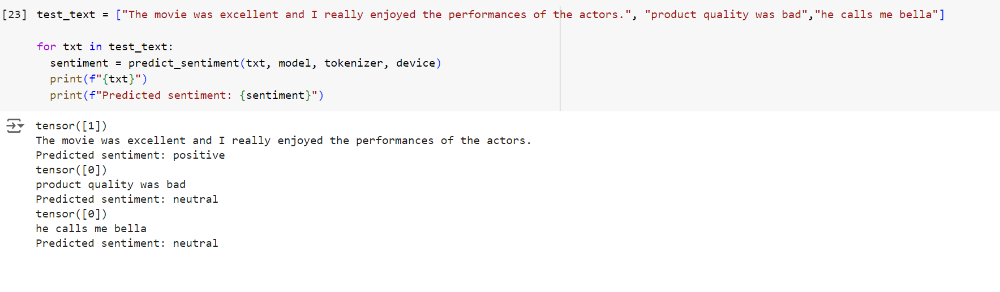 [23] test_text = ["The movie was excellent and I really enjoyed the performances of the actors.", "product quality was bad","he calls me bella"]
for txt in test_text:
  sentiment = predict_sentiment(txt, model, tokenizer, device)
  print(f"{txt}")
  print(f"Predicted sentiment: {sentiment}")
tensor([1])
The movie was excellent and I really enjoyed the performances of the actors.
Predicted sentiment: positive
tensor([0])
product quality was bad
Predicted sentiment: neutral
tensor([0])
he calls me bella
Predicted sentiment: neutral